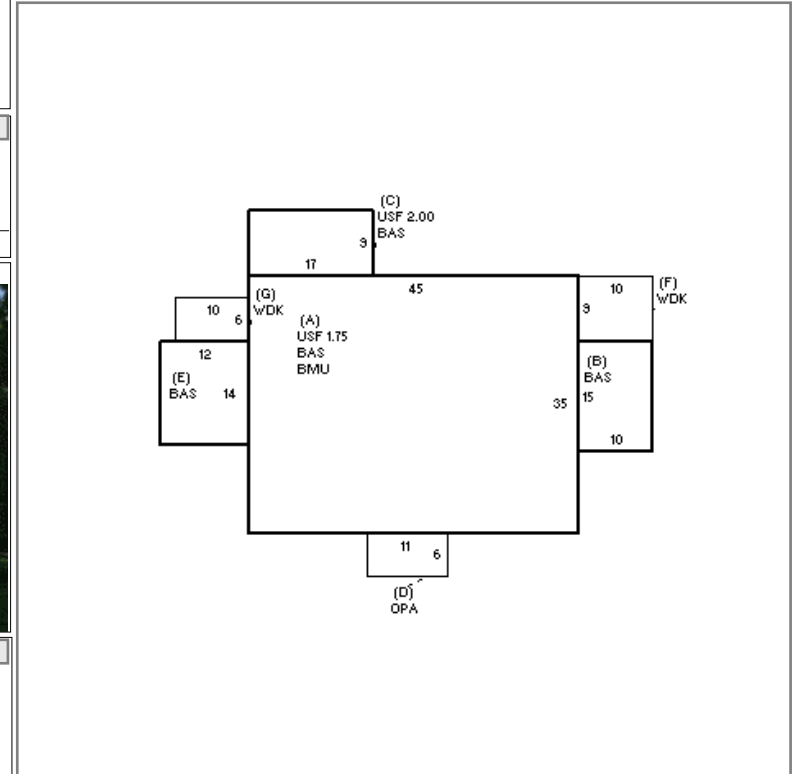 (C)
USF 2.00
BAS
9
17
45
(G)
WDK
10
6
(F)
WDK
10
9
(A)
USF 1.75
BAS
BMU
12
(E)
BAS
14
(B)
BAS
15
35
10
11
6
(D)
OPA